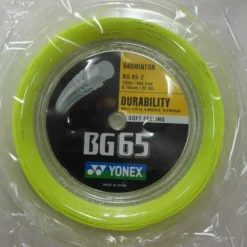 BADMINTON
BG 65-2
DURABILITY
SOFT FEELING
BG65
YONEX